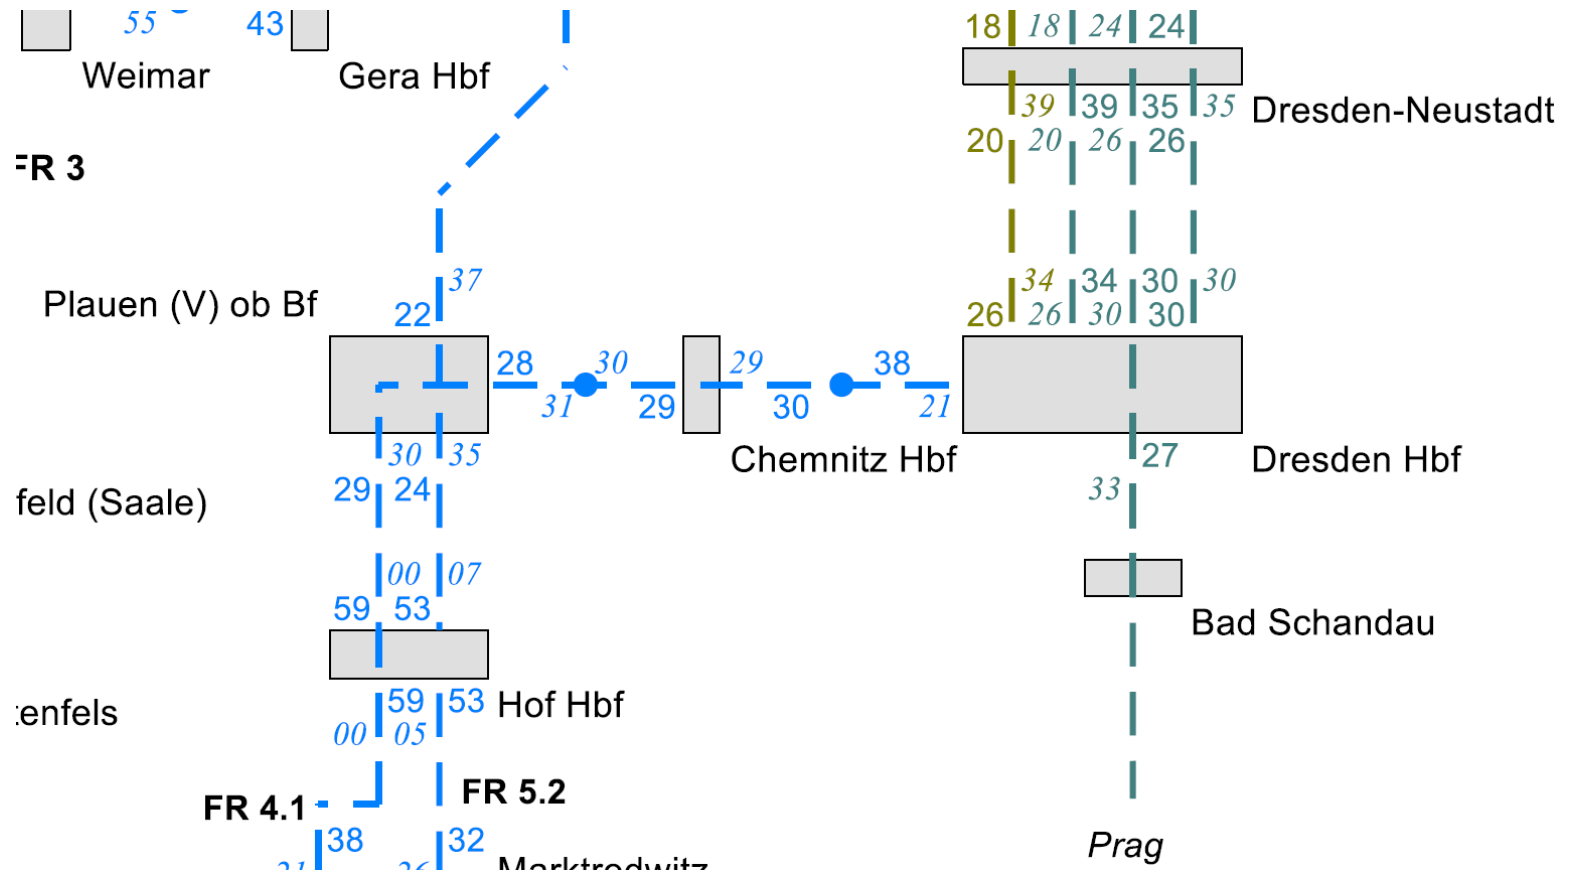 55 43 18 18 24 24
Weimar Gera Hbf
39 39 35 35 Dresden-Neustadt
20 20 26 26
FR 3
37 34 34 30 30
Plauen (V) ob Bf 22 26 26 30 30
28 30 29 38
31 29 30 21
30 35 Chemnitz Hbf 27 Dresden Hbf
29 24 33
feld (Saale)
00 07
59 53
Bad Schandau
59 53 Hof Hbf
tenfels 00 05
FR 4.1 FR 5.2
38 32 Prag
Marktredwitz